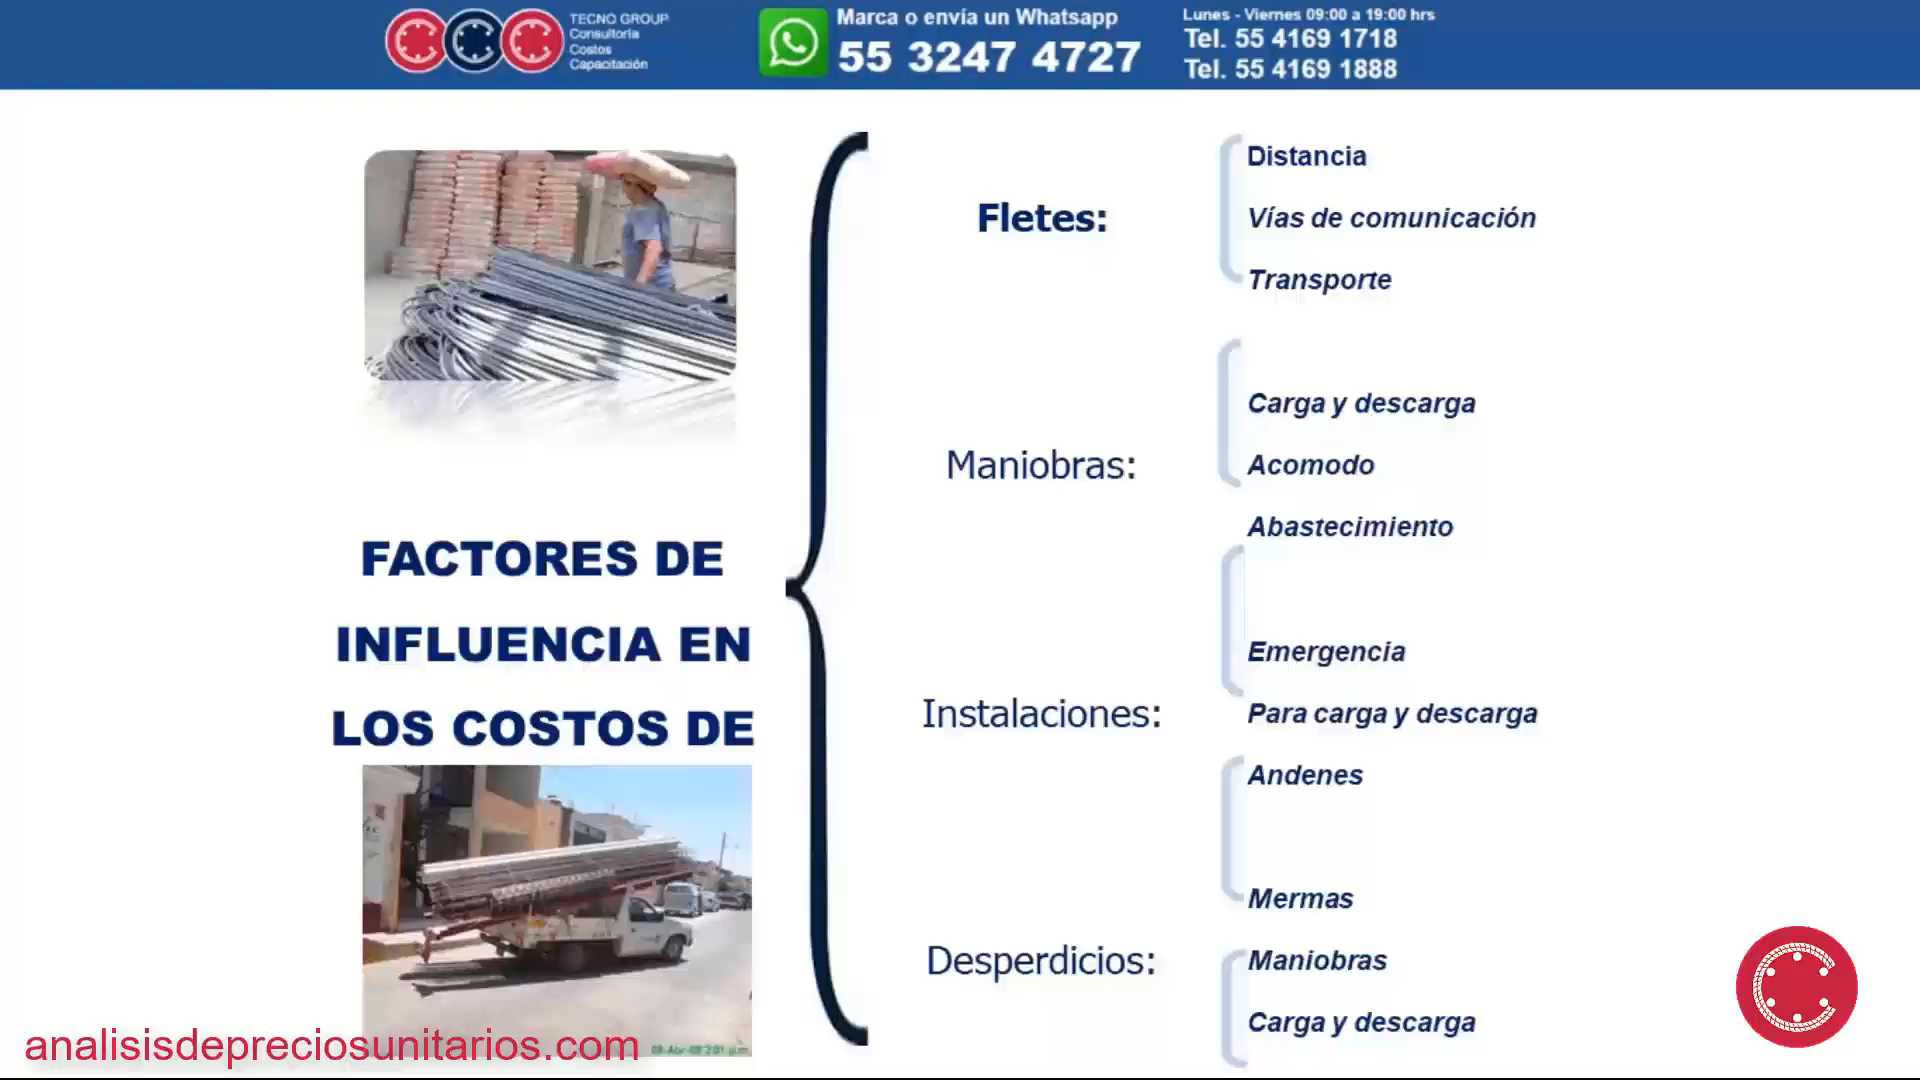 TECNO GROUP
Consultoría
Costos
Capacitación
Marca o envía un Whatsapp
55 3247 4727
Lunes - Viernes 09:00 a 19:00 hrs
Tel. 55 4169 1718
Tel. 55 4169 1888
FACTORES DE
INFLUENCIA EN
LOS COSTOS DE
Fletes:
Distancia
Vías de comunicación
Transporte
Maniobras:
Carga y descarga
Acomodo
Abastecimiento
Instalaciones:
Emergencia
Para carga y descarga
Andenes
Desperdicios:
Mermas
Maniobras
Carga y descarga
analisisdepreciosunitarios.com